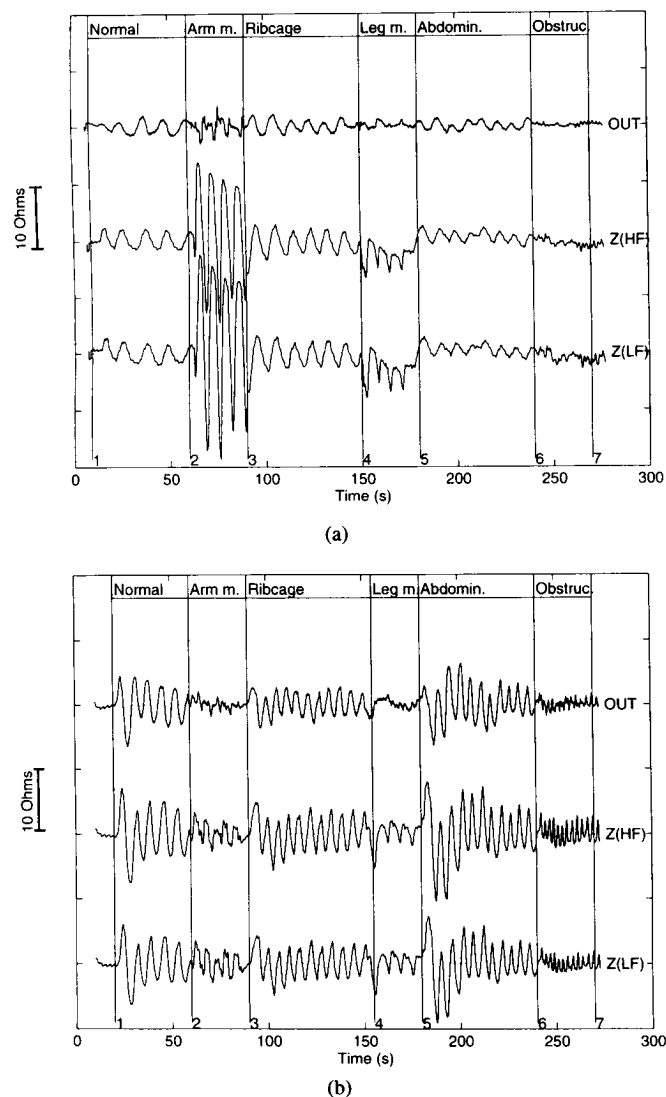 Normal Arm m. Ribcage Leg m. Abdomin. Obstruc.
OUT
10 Ohms
Z(HF)
Z(LF)
1 2 3 4 5 6 7
0 50 100 150 200 250 300
Time (s)
(a)
Normal Arm m. Ribcage Leg m. Abdomin. Obstruc.
OUT
10 Ohms
Z(HF)
Z(LF)
1 2 3 4 5 6 7
0 50 100 150 200 250 300
Time (s)
(b)